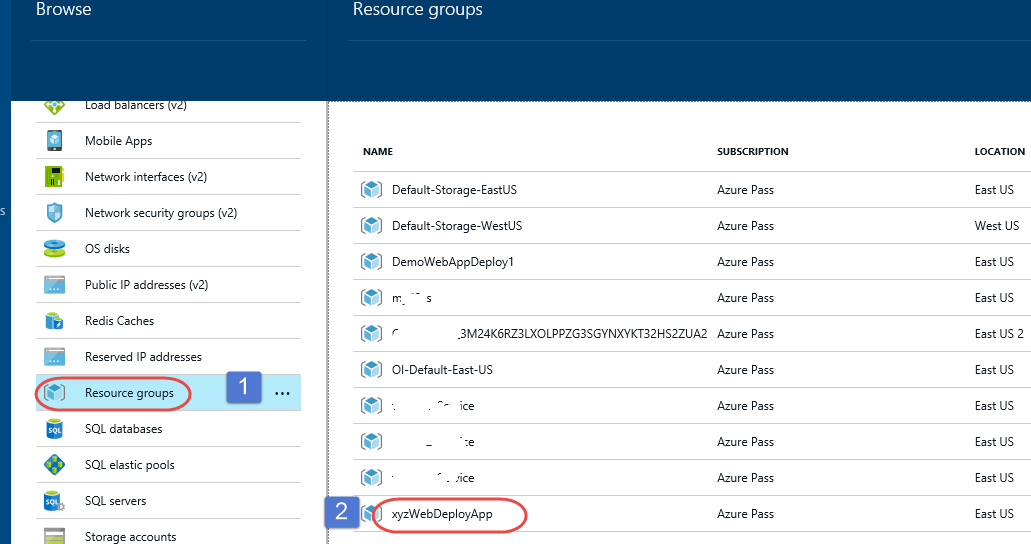 Browse
Resource groups
Load balancers (v2)
Mobile Apps
Network interfaces (v2)
Network security groups (v2)
OS disks
Public IP addresses (v2)
Redis Caches
Reserved IP addresses
Resource groups
1
...
SQL databases
SQL elastic pools
SQL servers
Storage accounts
s
NAME SUBSCRIPTION LOCATION
Default-Storage-EastUS Azure Pass East US
Default-Storage-WestUS Azure Pass West US
DemoWebAppDeploy1 Azure Pass East US
Azure Pass East US
3M24K6RZ3LXOLPPZG3SGYNXYKT32HS2ZUA2 Azure Pass East US 2
OI-Default-East-US Azure Pass East US
Azure Pass East US
Azure Pass East US
Azure Pass East US
2 xyzWebDeployApp Azure Pass East US